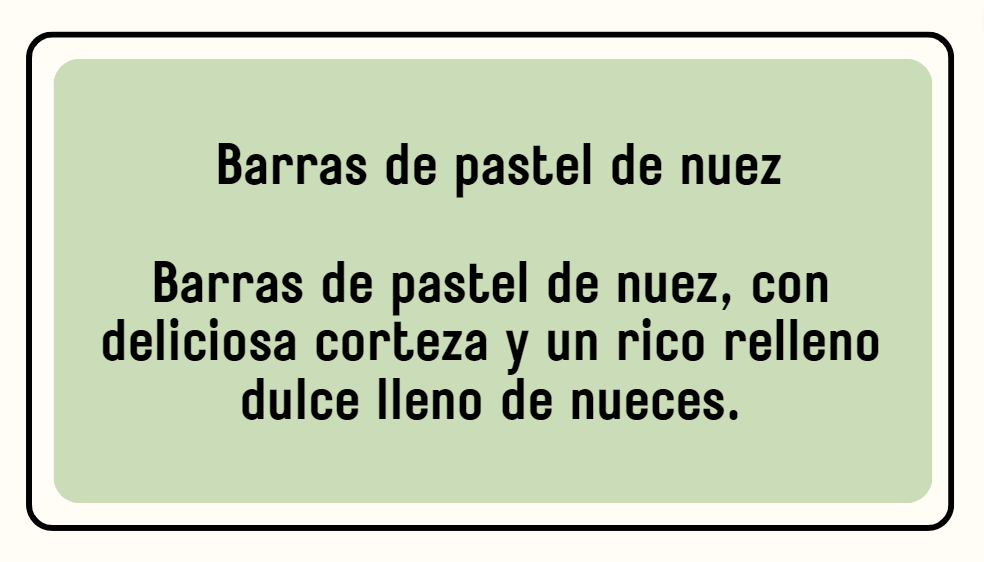 Barras de pastel de nuez
Barras de pastel de nuez, con
deliciosa corteza y un rico relleno
dulce lleno de nueces.